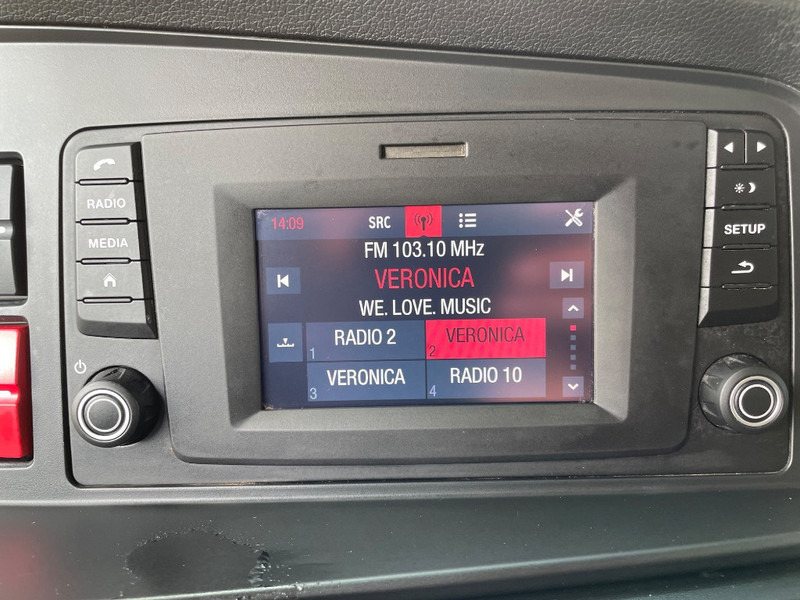 RADIO
MEDIA
14:09 SRC
FM 103.10 MHz
VERONICA
WE. LOVE. MUSIC
1 RADIO 2
2 VERONICA
3 VERONICA
4 RADIO 10
SETUP